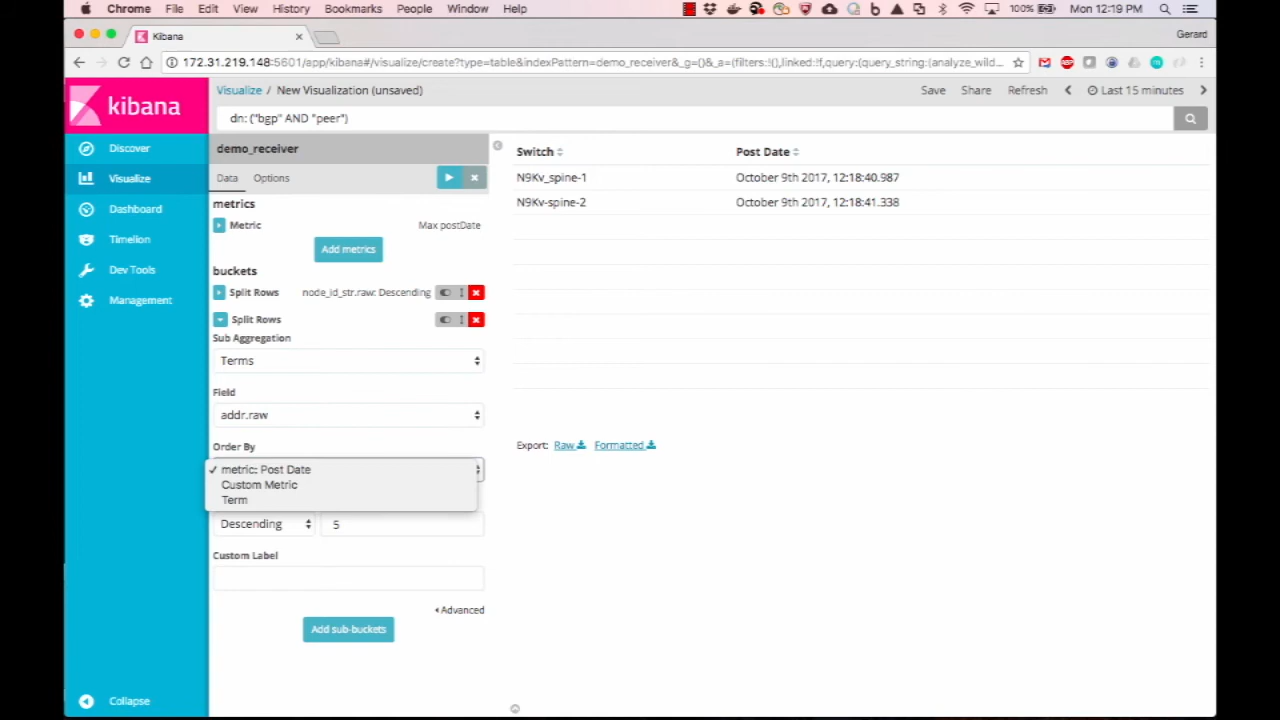 Chrome File Edit View History Bookmarks People Window Help 100% Mon 12:19 PM
Kibana Gerard
172.31.219.148:5601/app/kibana#/visualize/create?type=table&indexPattern=demo_receiver&_g=()&_a=(filters:!(),linked:!f,query:(query_string:(analyze_wild...
kibana
Visualize / New Visualization (unsaved) Save Share Refresh Last 15 minutes
dn: ("bgp" AND "peer")
Discover
Visualize
Dashboard
Timelion
Dev Tools
Management
Collapse
demo_receiver
Data Options
metrics
Metric Max postDate
Add metrics
buckets
Split Rows node_id_str.raw: Descending
Split Rows
Sub Aggregation
Terms
Field
addr.raw
Order By
✓ metric: Post Date
Custom Metric
Term
Descending 5
Custom Label
Advanced
Add sub-buckets
Switch Post Date
N9Kv_spine-1 October 9th 2017, 12:18:40.987
N9Kv-spine-2 October 9th 2017, 12:18:41.338
Export: Raw Formatted